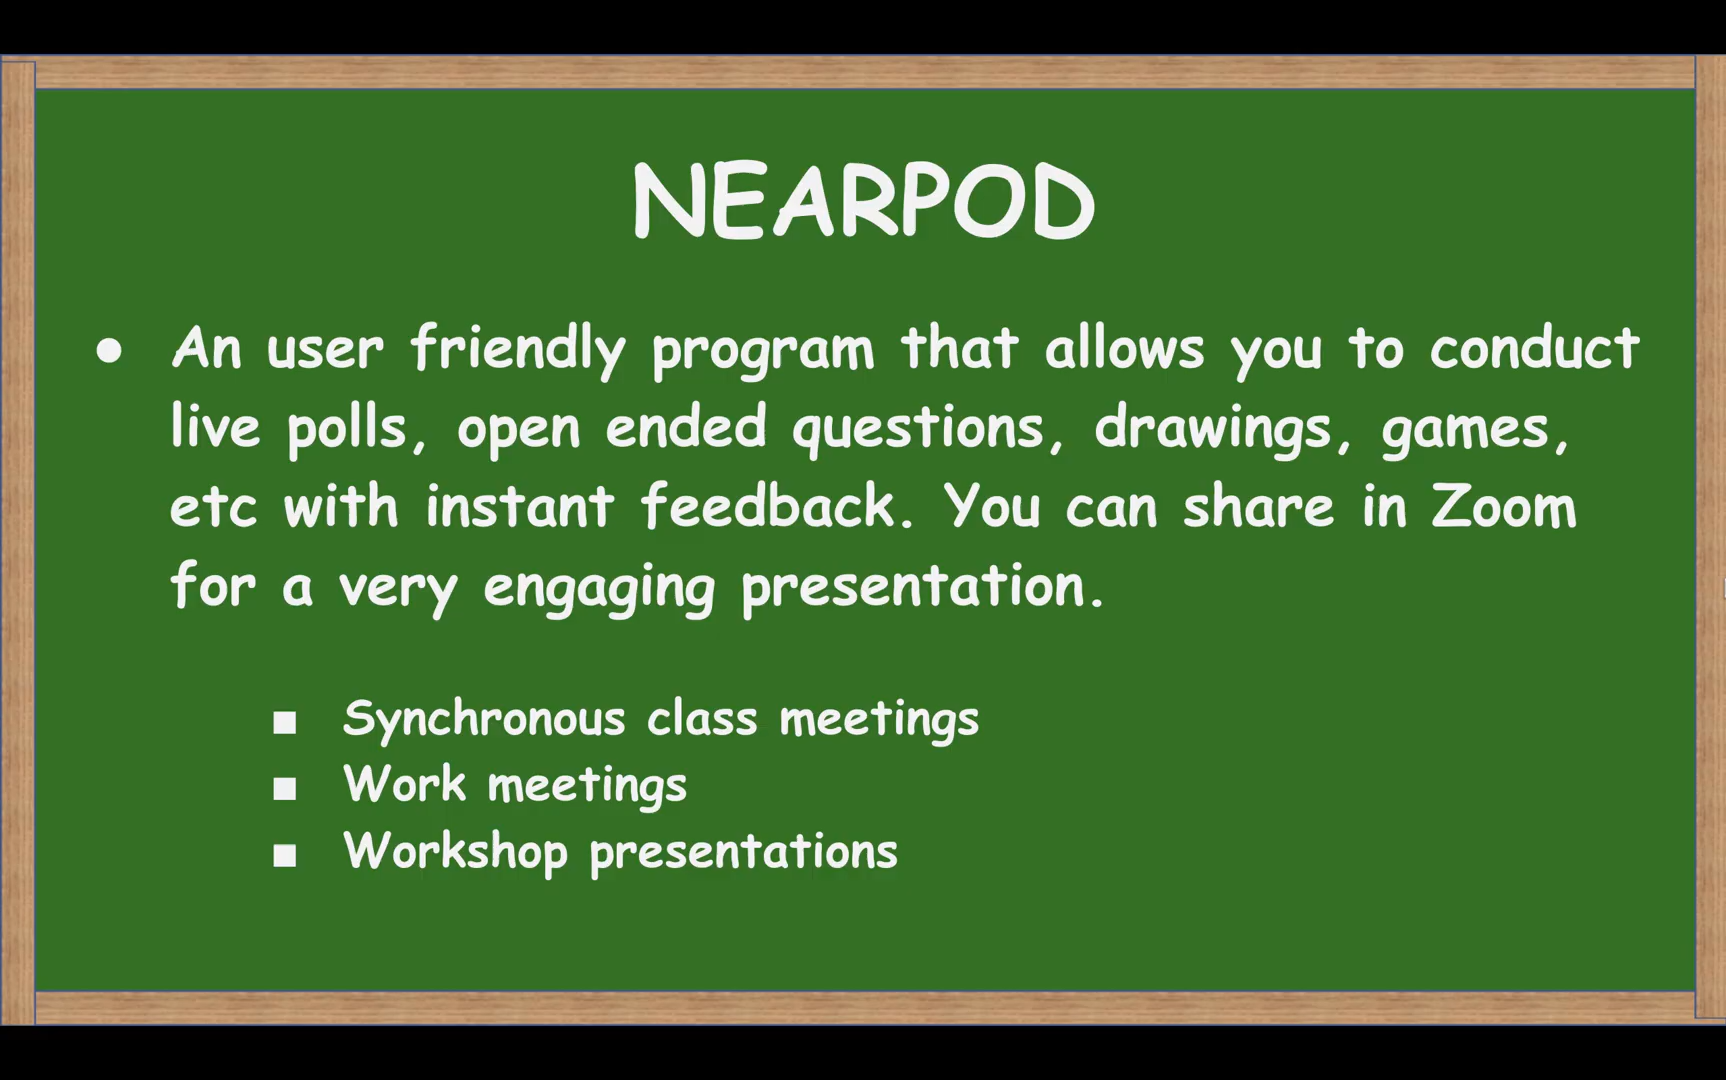 NEARPOD
● An user friendly program that allows you to conduct
live polls, open ended questions, drawings, games,
etc with instant feedback. You can share in Zoom
for a very engaging presentation.
■ Synchronous class meetings
■ Work meetings
■ Workshop presentations